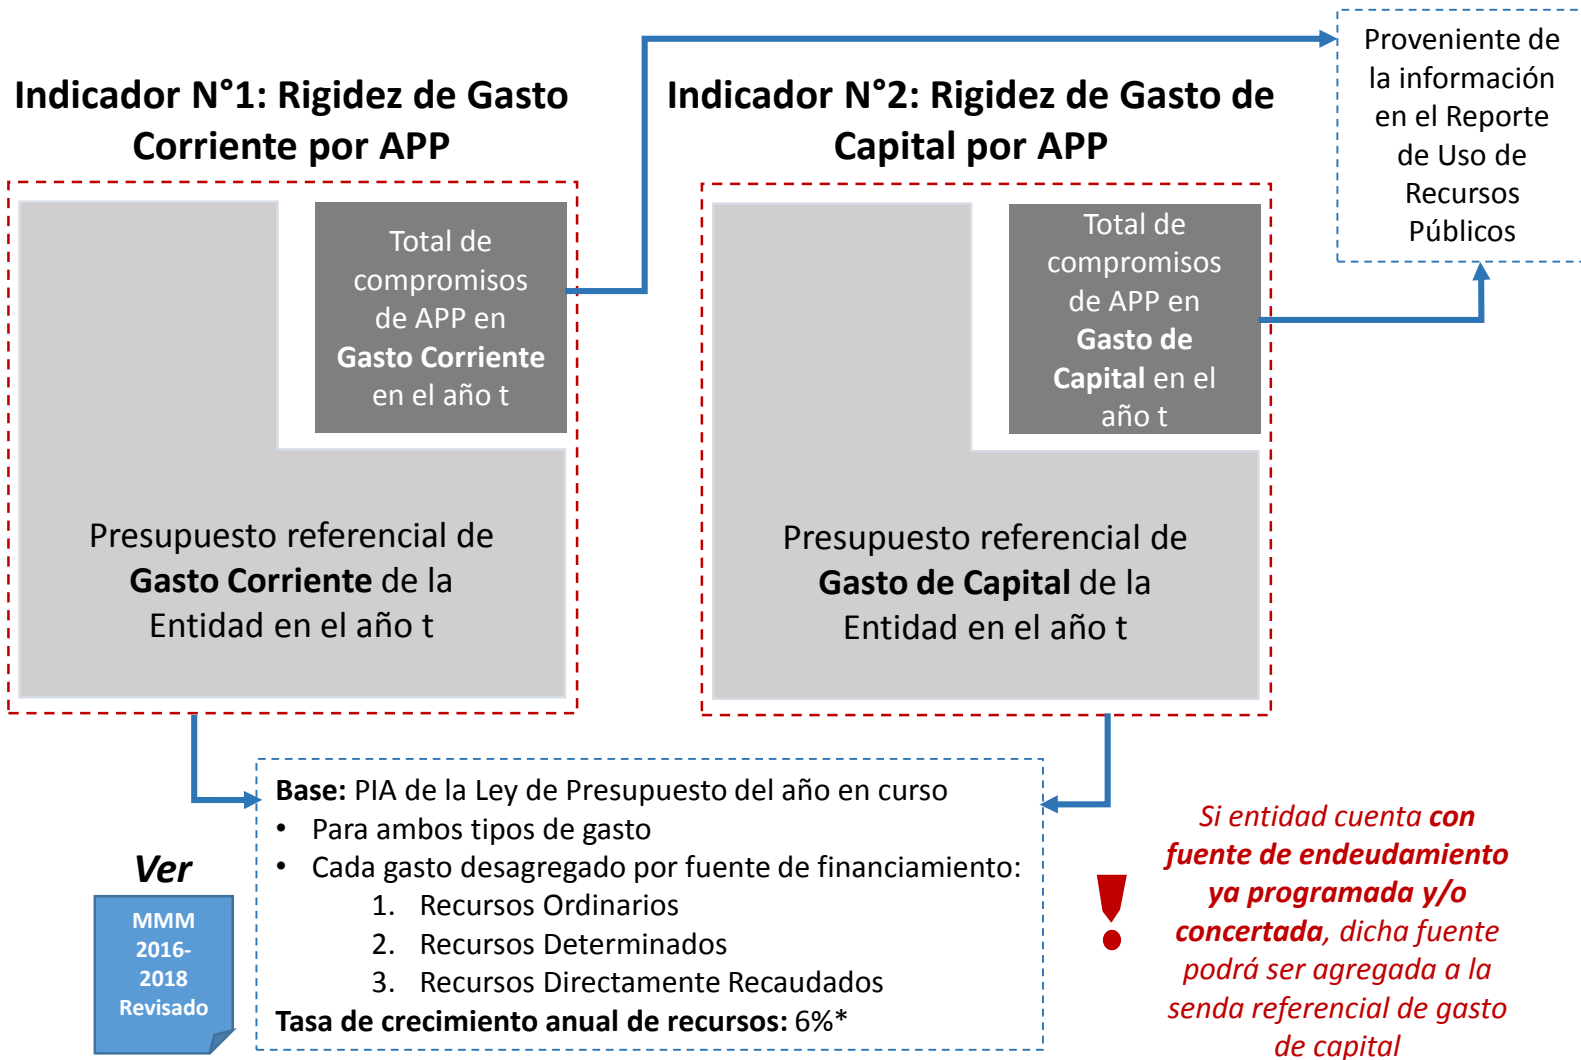 Indicador N°1: Rigidez de Gasto
Corriente por APP
Indicador N°2: Rigidez de Gasto de
Capital por APP
Proveniente de
la información
en el Reporte
de Uso de
Recursos
Públicos
Total de
compromisos
de APP en
Gasto Corriente
en el año t
Presupuesto referencial de
Gasto Corriente de la
Entidad en el año t
Total de
compromisos
de APP en
Gasto de
Capital en el
año t
Presupuesto referencial de
Gasto de Capital de la
Entidad en el año t
Ver
MMM
2016-
2018
Revisado
Base: PIA de la Ley de Presupuesto del año en curso
• Para ambos tipos de gasto
• Cada gasto desagregado por fuente de financiamiento:
1. Recursos Ordinarios
2. Recursos Determinados
3. Recursos Directamente Recaudados
Tasa de crecimiento anual de recursos: 6%*
!
Si entidad cuenta con
fuente de endeudamiento
ya programada y/o
concertada, dicha fuente
podrá ser agregada a la
senda referencial de gasto
de capital